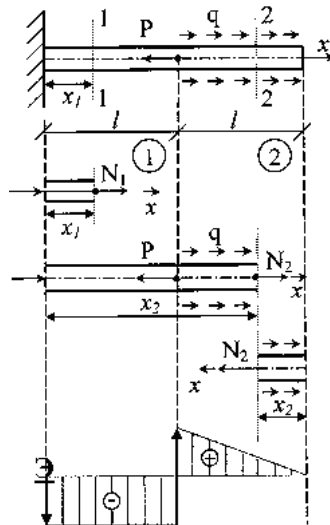 1 2
P q
x
x₁ 1 2
l ① l ②
N₁
x
x₁
P q
N₂
x
x₂
N₂
x
x₂
+
Э
-